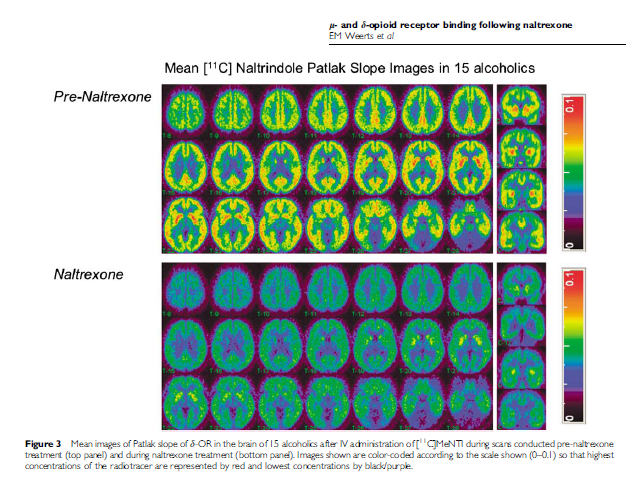 μ- and δ-opioid receptor binding following naltrexone
EM Weerts et al
Mean [¹¹C] Naltrindole Patlak Slope Images in 15 alcoholics
Pre-Naltrexone
0.1
0
Naltrexone
0.1
0
Figure 3 Mean images of Patlak slope of δ-OR in the brain of 15 alcoholics after IV administration of [¹¹C]MeNTI during scans conducted pre-naltrexone
treatment (top panel) and during naltrexone treatment (bottom panel). Images shown are color-coded according to the scale shown (0–0.1) so that highest
concentrations of the radiotracer are represented by red and lowest concentrations by black/purple.